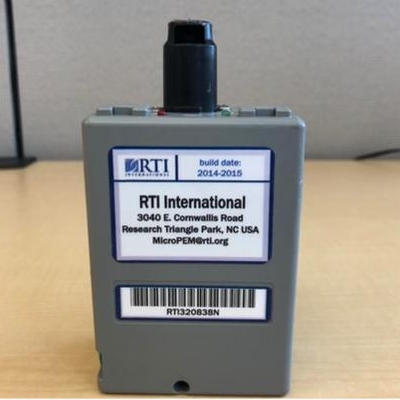 RTI
INTERNATIONAL
build date:
2014-2015
RTI International
3040 E. Cornwallis Road
Research Triangle Park, NC USA
MicroPEM@rti.org
RTI320838N